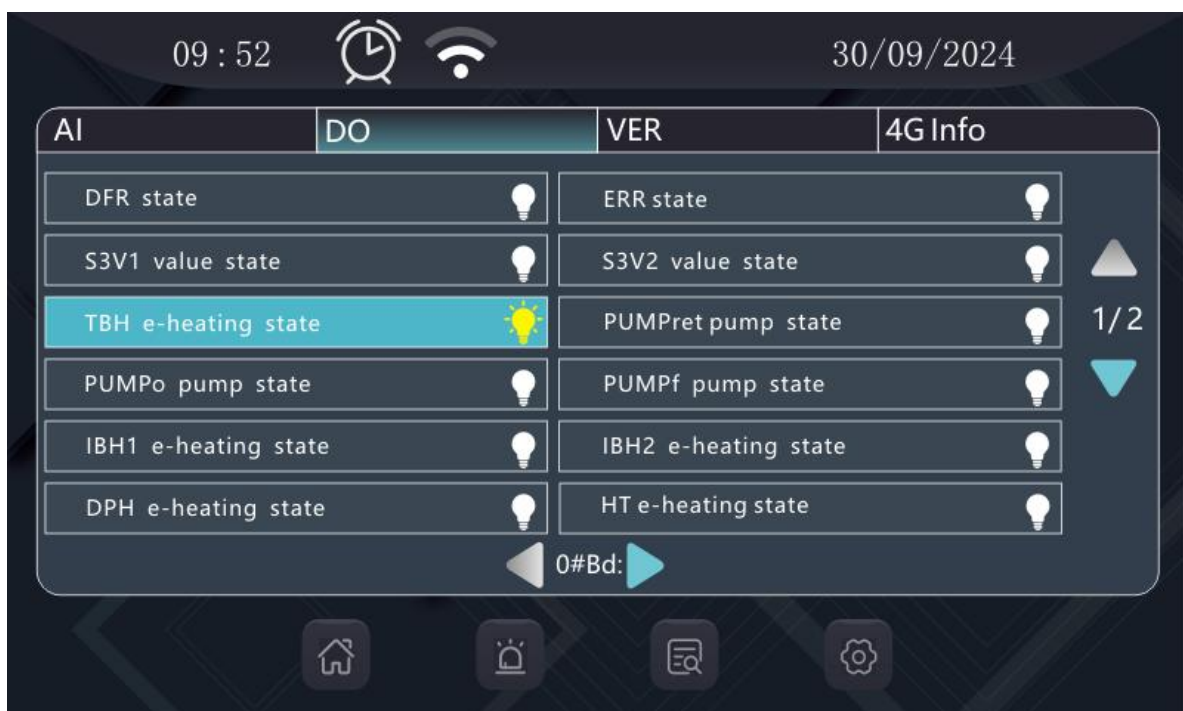 09 : 52 30/09/2024
AI DO VER 4G Info
DFR state ERR state
S3V1 value state S3V2 value state
TBH e-heating state PUMPret pump state
1/2
PUMPo pump state PUMPf pump state
IBH1 e-heating state IBH2 e-heating state
DPH e-heating state HT e-heating state
0#Bd: